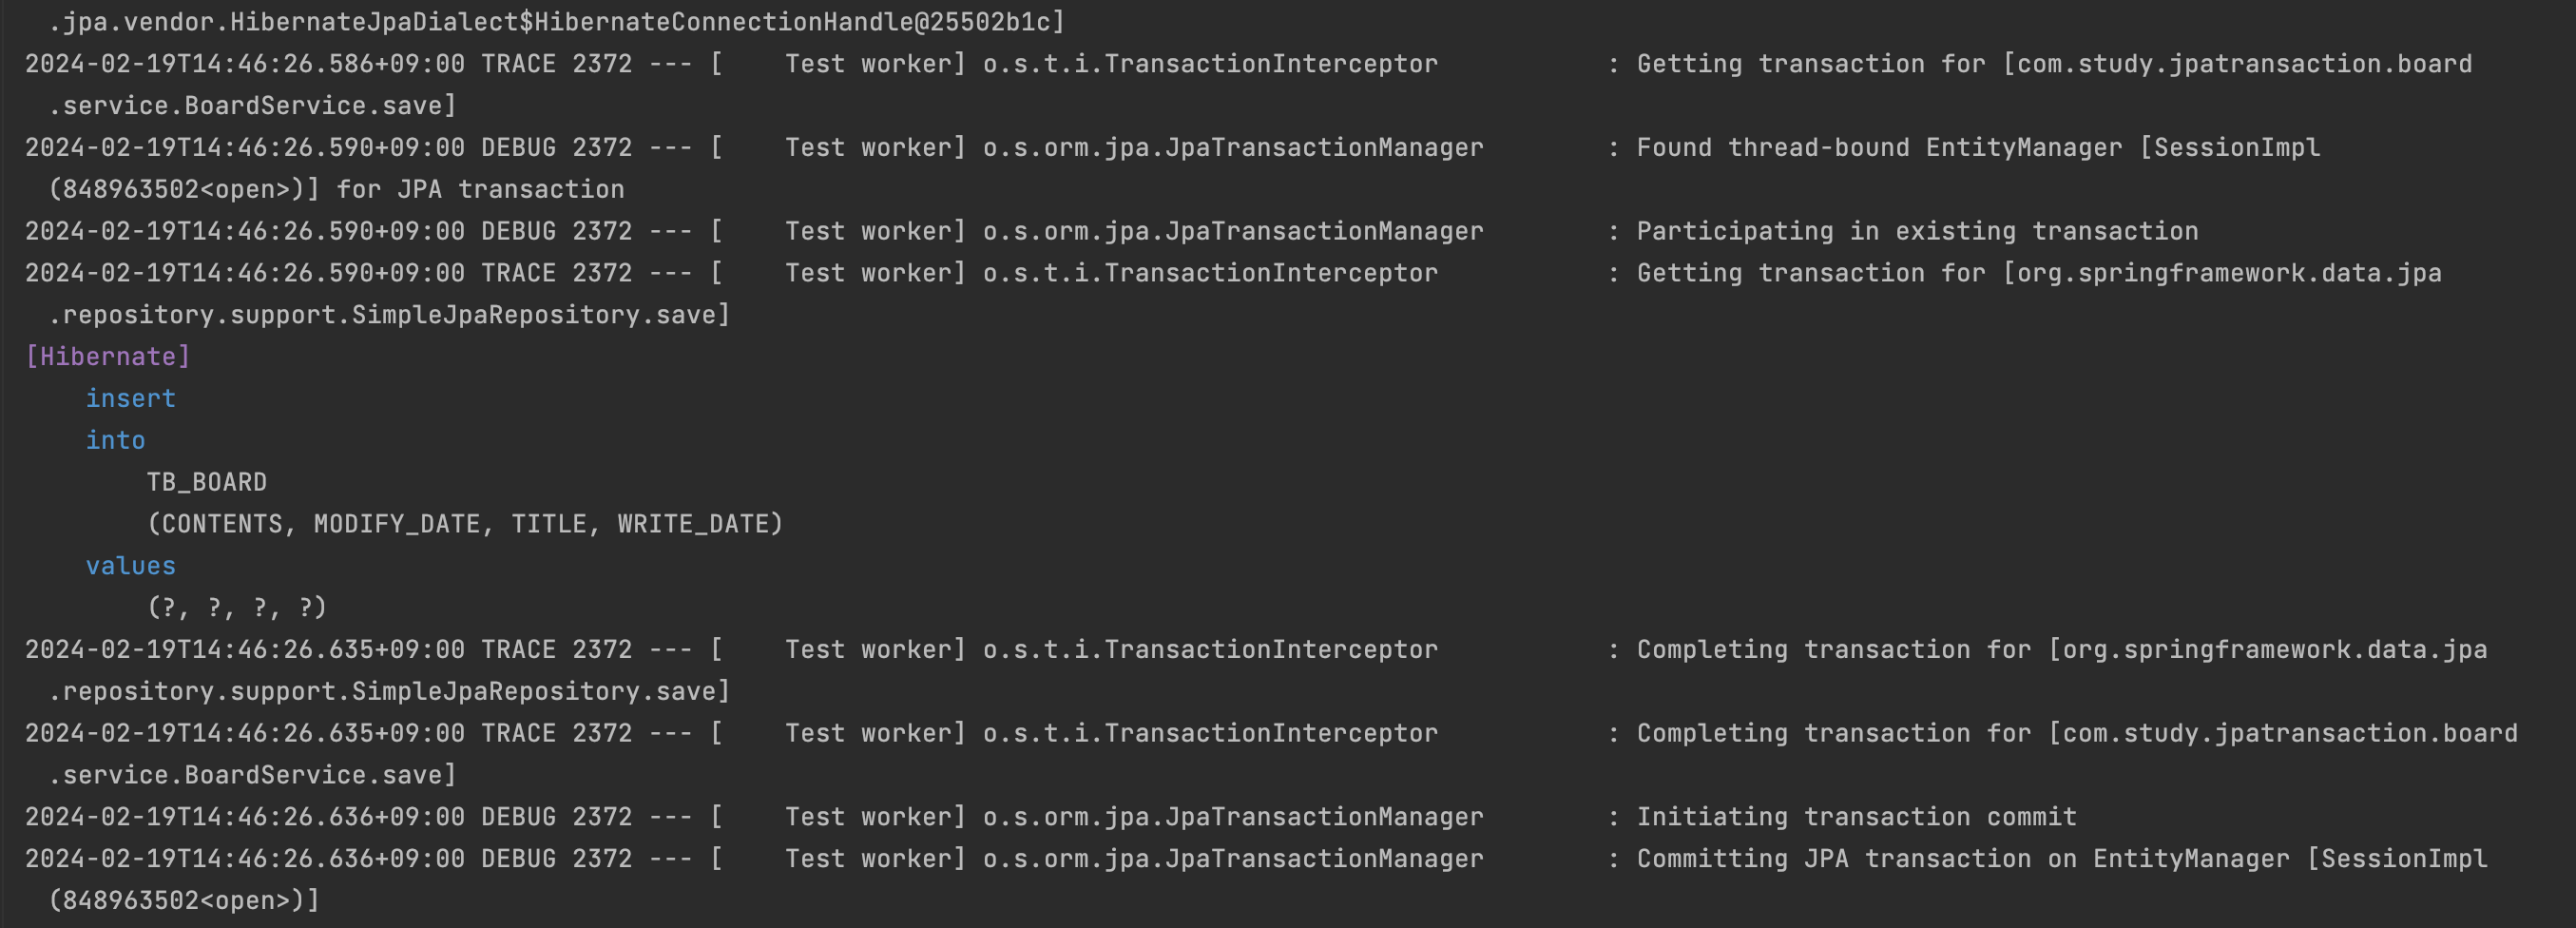 .jpa.vendor.HibernateJpaDialect$HibernateConnectionHandle@25502b1c]
2024-02-19T14:46:26.586+09:00 TRACE 2372 --- [    Test worker] o.s.t.i.TransactionInterceptor           : Getting transaction for [com.study.jpatransaction.board
.service.BoardService.save]
2024-02-19T14:46:26.590+09:00 DEBUG 2372 --- [    Test worker] o.s.orm.jpa.JpaTransactionManager        : Found thread-bound EntityManager [SessionImpl
(848963502<open>)] for JPA transaction
2024-02-19T14:46:26.590+09:00 DEBUG 2372 --- [    Test worker] o.s.orm.jpa.JpaTransactionManager        : Participating in existing transaction
2024-02-19T14:46:26.590+09:00 TRACE 2372 --- [    Test worker] o.s.t.i.TransactionInterceptor           : Getting transaction for [org.springframework.data.jpa
.repository.support.SimpleJpaRepository.save]
[Hibernate]
insert
into
TB_BOARD
(CONTENTS, MODIFY_DATE, TITLE, WRITE_DATE)
values
(?, ?, ?, ?)
2024-02-19T14:46:26.635+09:00 TRACE 2372 --- [    Test worker] o.s.t.i.TransactionInterceptor           : Completing transaction for [org.springframework.data.jpa
.repository.support.SimpleJpaRepository.save]
2024-02-19T14:46:26.635+09:00 TRACE 2372 --- [    Test worker] o.s.t.i.TransactionInterceptor           : Completing transaction for [com.study.jpatransaction.board
.service.BoardService.save]
2024-02-19T14:46:26.636+09:00 DEBUG 2372 --- [    Test worker] o.s.orm.jpa.JpaTransactionManager        : Initiating transaction commit
2024-02-19T14:46:26.636+09:00 DEBUG 2372 --- [    Test worker] o.s.orm.jpa.JpaTransactionManager        : Committing JPA transaction on EntityManager [SessionImpl
(848963502<open>)]